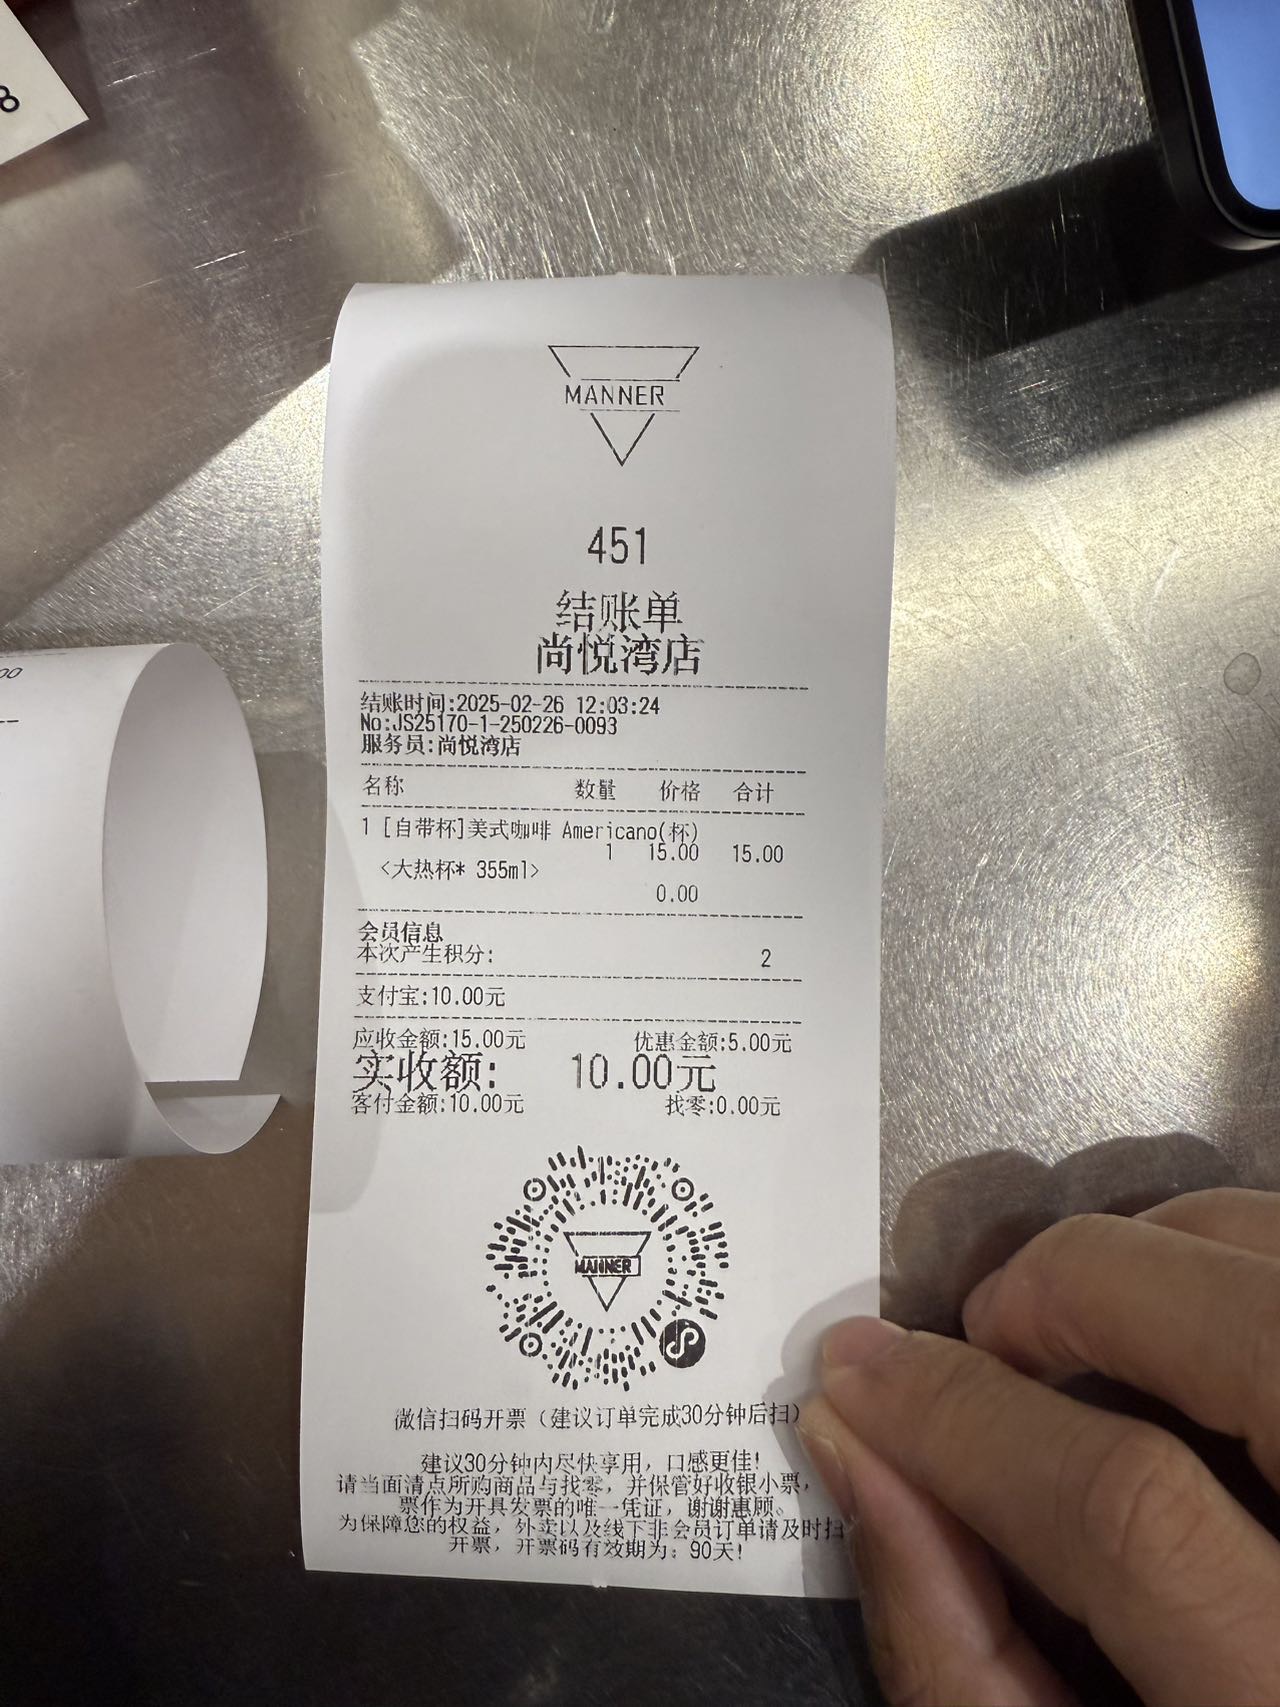 8
00
MANNER
451
结账单
尚悦湾店
结账时间:2025-02-26 12:03:24
No:JS25170-1-250226-0093
服务员:尚悦湾店
名称 数量 价格 合计
1 [自带杯]美式咖啡 Americano(杯)
1 15.00 15.00
<大热杯* 355ml>
0.00
会员信息
本次产生积分: 2
支付宝:10.00元
应收金额:15.00元 优惠金额:5.00元
实收额: 10.00元
客付金额:10.00元 找零:0.00元
MANNER
微信扫码开票（建议订单完成30分钟后扫）
建议30分钟内尽快享用，口感更佳！
请当面清点所购商品与找零，并保管好收银小票，
票作为开具发票的唯一凭证，谢谢惠顾。
为保障您的权益，外卖以及线下非会员订单请及时扫
开票，开票码有效期为：90天！